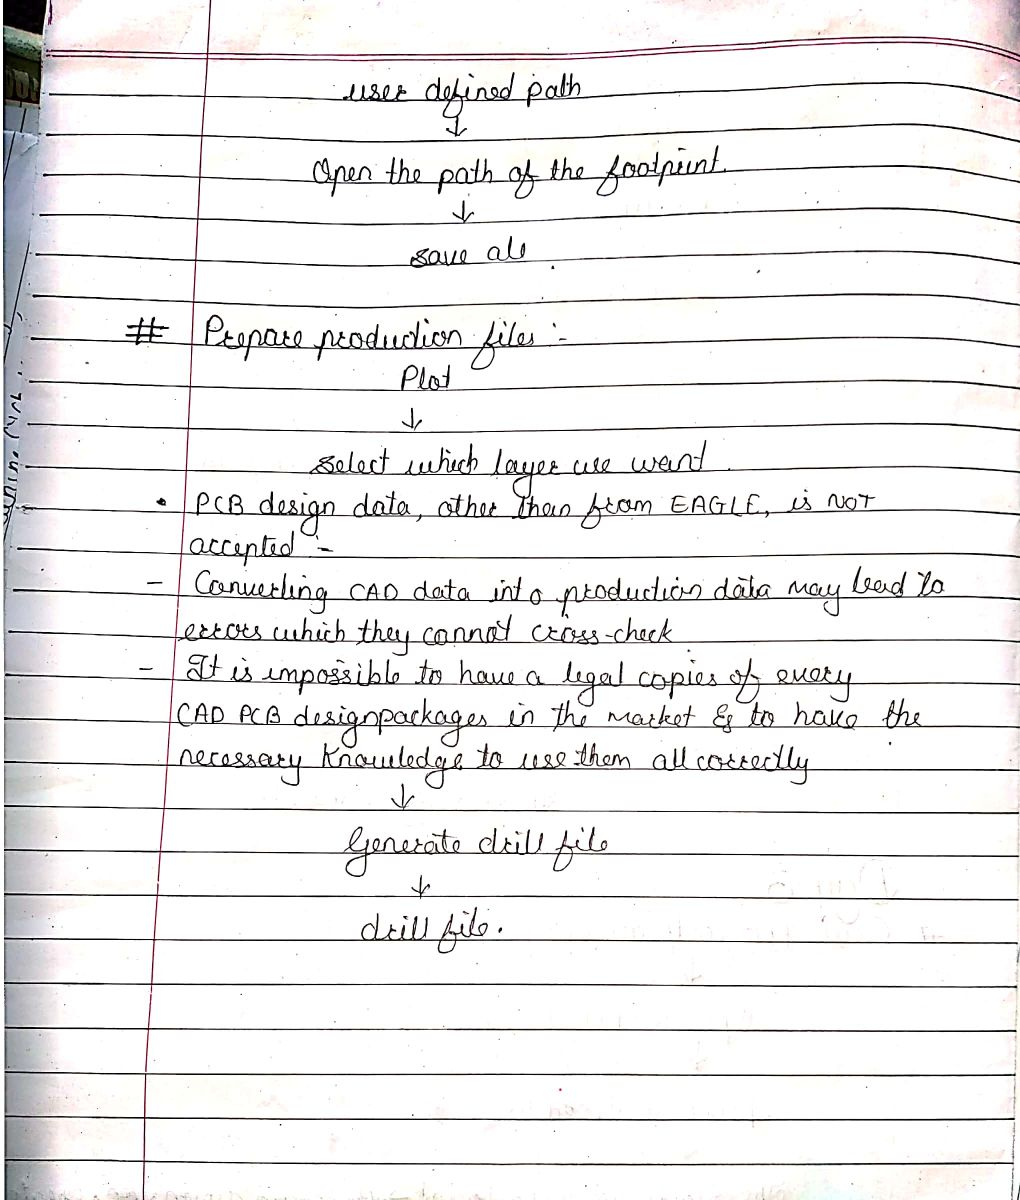 user defined path
↓
Open the path of the footprint.
↓
save all
# Prepare production files :-
Plot
↓
select which layer we want
• PCB design data, other than from EAGLE, is NOT
accepted :-
- Converting CAD data into production data may lead to
errors which they cannot cross-check
- It is impossible to have a legal copies of every
CAD PCB design packages in the market & to have the
necessary knowledge to use them all correctly
↓
Generate drill file
↓
drill file.